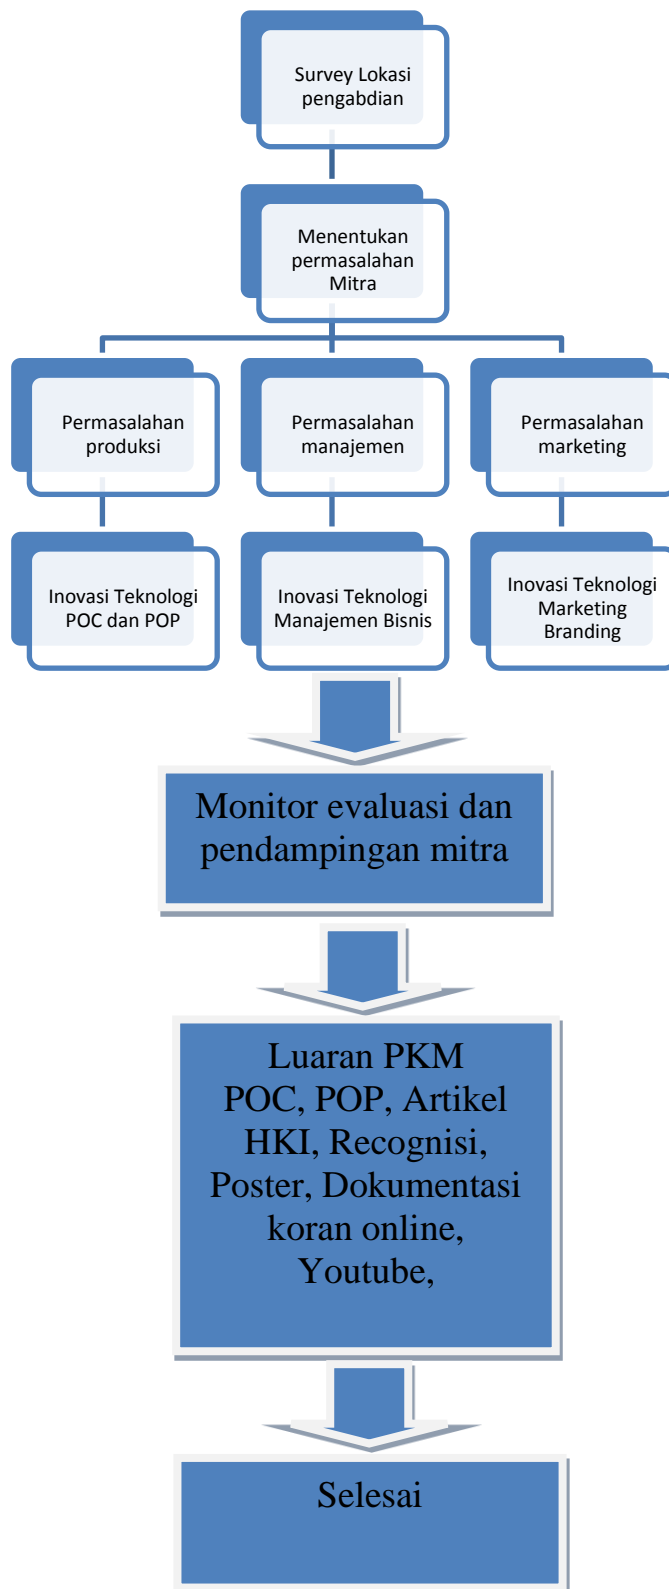 Survey Lokasi
pengabdian
Menentukan
permasalahan
Mitra
Permasalahan
produksi
Permasalahan
manajemen
Permasalahan
marketing
Inovasi Teknologi
POC dan POP
Inovasi Teknologi
Manajemen Bisnis
Inovasi Teknologi
Marketing
Branding
Monitor evaluasi dan
pendampingan mitra
Luaran PKM
POC, POP, Artikel
HKI, Recognisi,
Poster, Dokumentasi
koran online,
Youtube,
Selesai